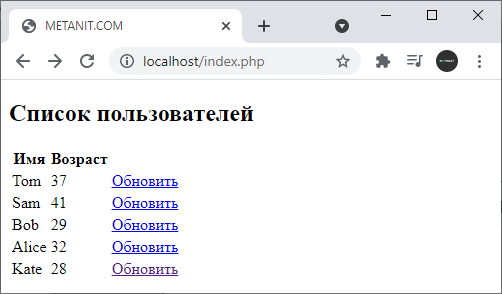 METANIT.COM
localhost/index.php
Список пользователей
Имя Возраст
Tom 37 Обновить
Sam 41 Обновить
Bob 29 Обновить
Alice 32 Обновить
Kate 28 Обновить